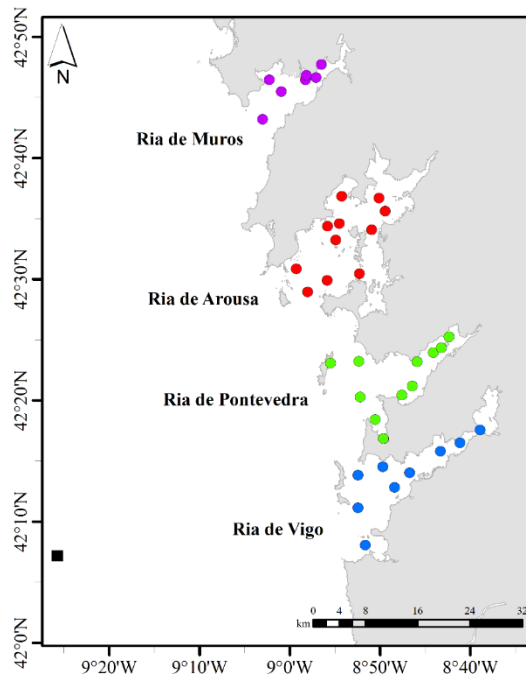 42°50'N
N
Ria de Muros
42°40'N
42°30'N
Ria de Arousa
42°20'N
Ria de Pontevedra
42°10'N
Ria de Vigo
0 2 4 8 16 24 32
km
42°0'N
9°20'W 9°10'W 9°0'W 8°50'W 8°40'W